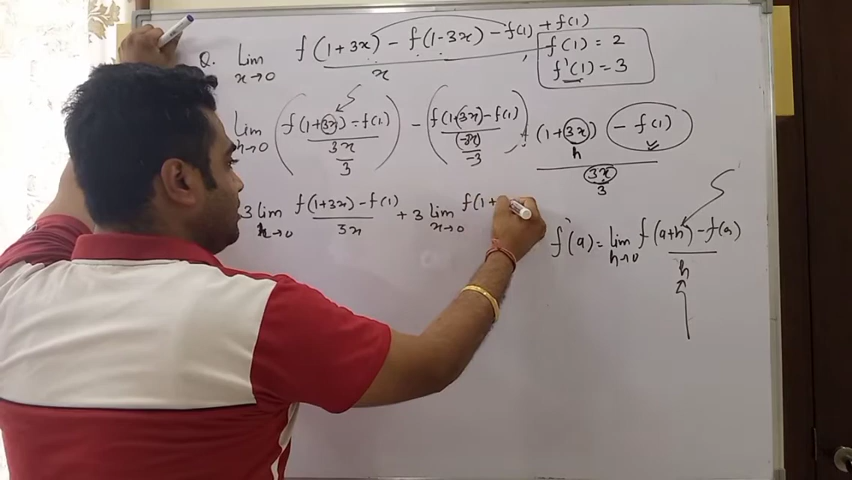 Q. Lim x→0 f(1+3x) - f(1-3x) - f(1) + f(1) / x
f(1) = 2
f'(1) = 3
Lim h→0 (f(1+3x) - f(1) / 3x/3) - (f(1+(3x) - f(1) / (-3x)/-3)
f(1+(3x)) - f(1) / 3x/3
h
3 lim x→0 f(1+3x) - f(1) / 3x + 3 lim x→0 f(1+
f'(a) = lim h→0 f(a+h) - f(a) / h